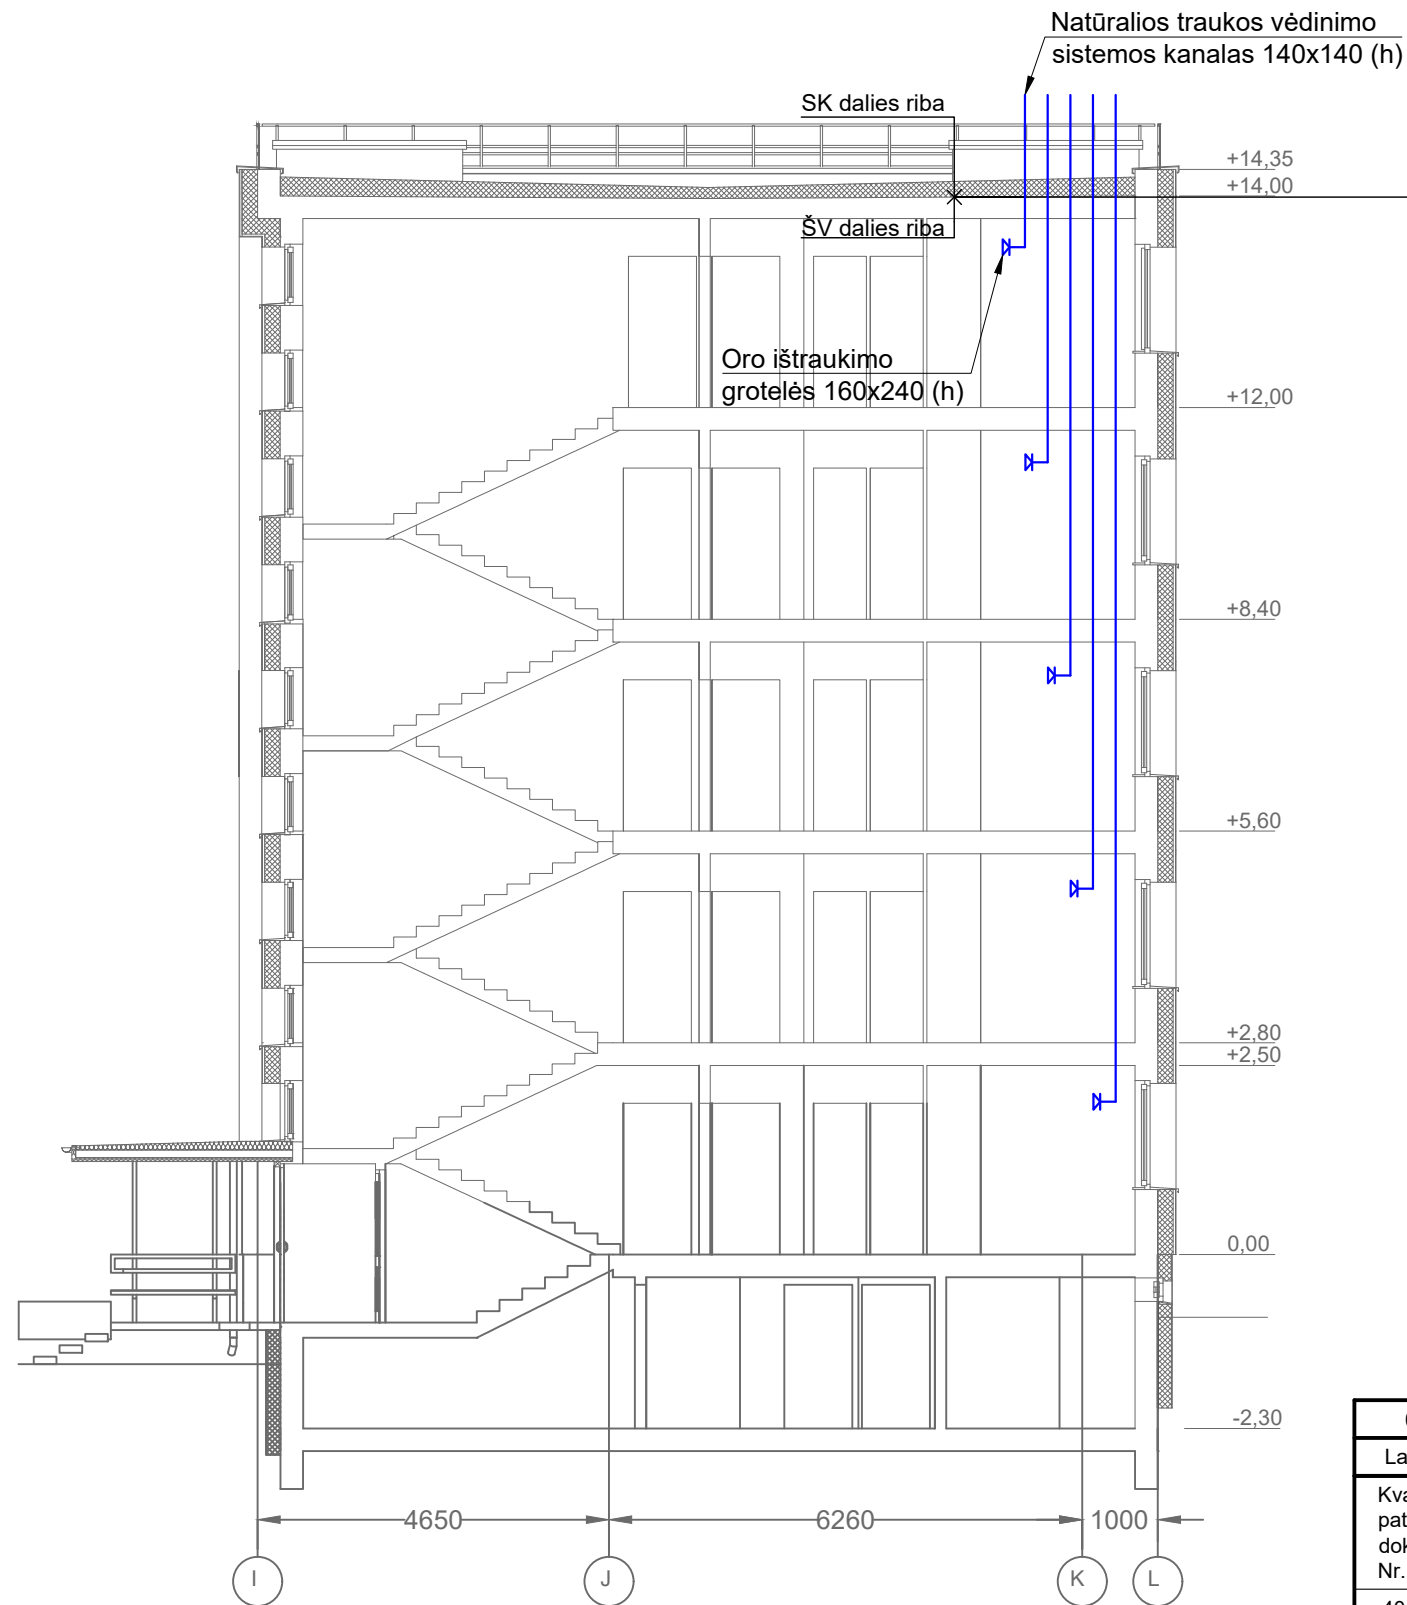 Natūralios traukos vėdinimo
sistemos kanalas 140x140 (h)
SK dalies riba
+14,35
+14,00
ŠV dalies riba
Oro ištraukimo
grotelės 160x240 (h)
+12,00
+8,40
+5,60
+2,80
+2,50
0,00
-2,30
4650
6260
1000
I
J
K
L
La
Kva
pat
dok
Nr.